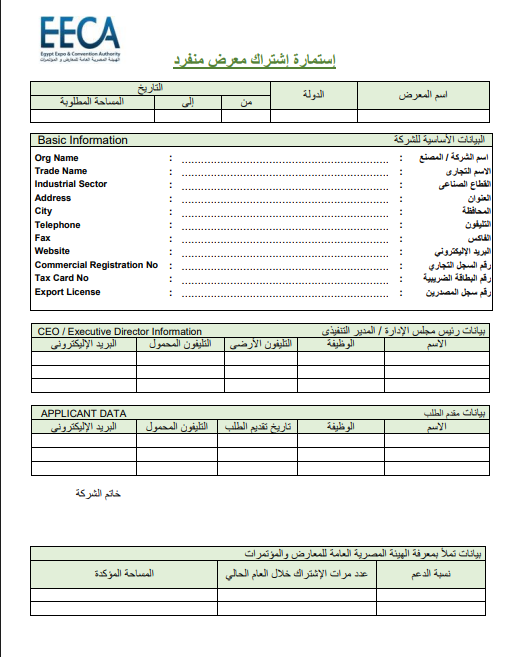 EECA
Egypt Expo & Convention Authority
الهيئة المصرية العامة للمعارض و المؤتمرات
إستمارة إشتراك معرض منفرد
اسم المعرض الدولة التاريخ
من إلى المساحة المطلوبة
Basic Information البيانات الأساسية للشركة
Org Name : ................................ : اسم الشركة / المصنع
Trade Name : ................................ : الاسم التجارى
Industrial Sector : ................................ : القطاع الصناعى
Address : ................................ : العنوان
City : ................................ : المحافظة
Telephone : ................................ : التليفون
Fax : ................................ : الفاكس
Website : ................................ : البريد الإليكتروني
Commercial Registration No : ................................ : رقم السجل التجاري
Tax Card No : ................................ : رقم البطاقة الضريبية
Export License : ................................ : رقم سجل المصدرين
CEO / Executive Director Information بيانات رئيس مجلس الإدارة / المدير التنفيذى
الاسم الوظيفة التليفون الأرضى التليفون المحمول البريد الإليكترونى
APPLICANT DATA بيانات مقدم الطلب
الاسم الوظيفة تاريخ تقديم الطلب التليفون المحمول البريد الإليكترونى
خاتم الشركة
بيانات تملأ بمعرفة الهيئة المصرية العامة للمعارض والمؤتمرات
نسبة الدعم عدد مرات الإشتراك خلال العام الحالي المساحة المؤكدة